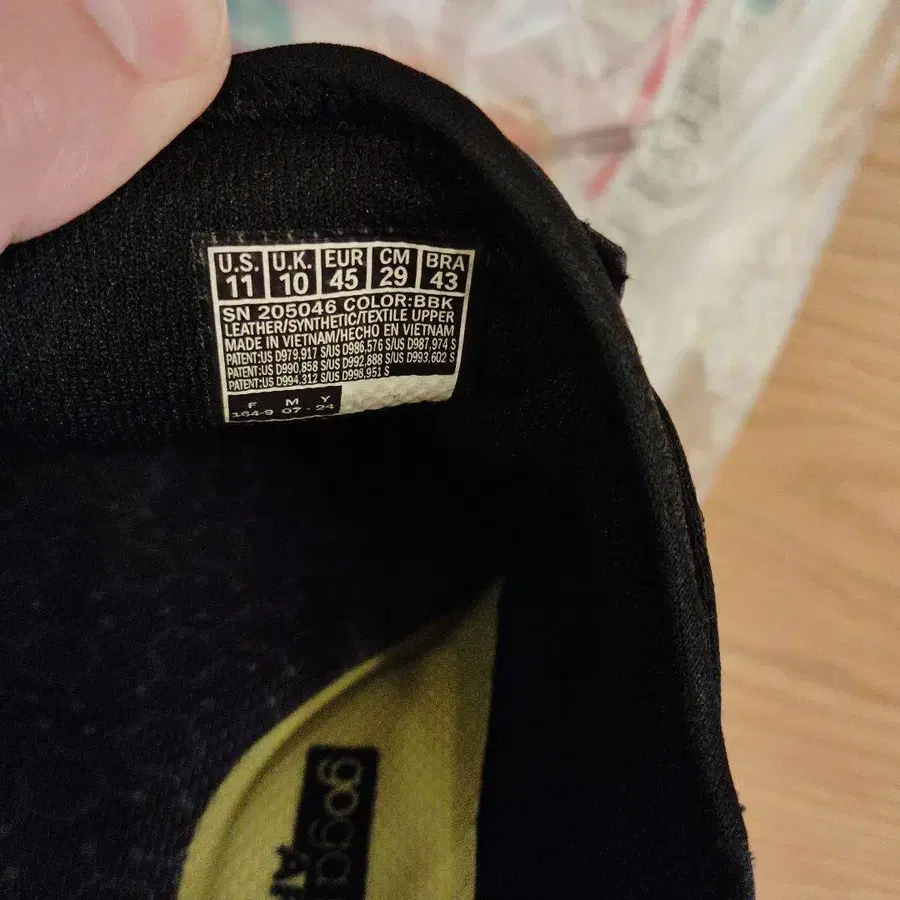 U.S. U.K. EUR CM BRA
11 10 45 29 43
SN 205046 COLOR:BBK
LEATHER/SYNTHETIC/TEXTILE UPPER
MADE IN VIETNAM/HECHO EN VIETNAM
PATENT:US D979,917 S/US D986,576 S/US D987,974 S
PATENT:US D990,858 S/US D992,888 S/US D993,602 S
PATENT:US D994,312 S/US D998,951 S
F M Y
164-9 07 - 24
goga